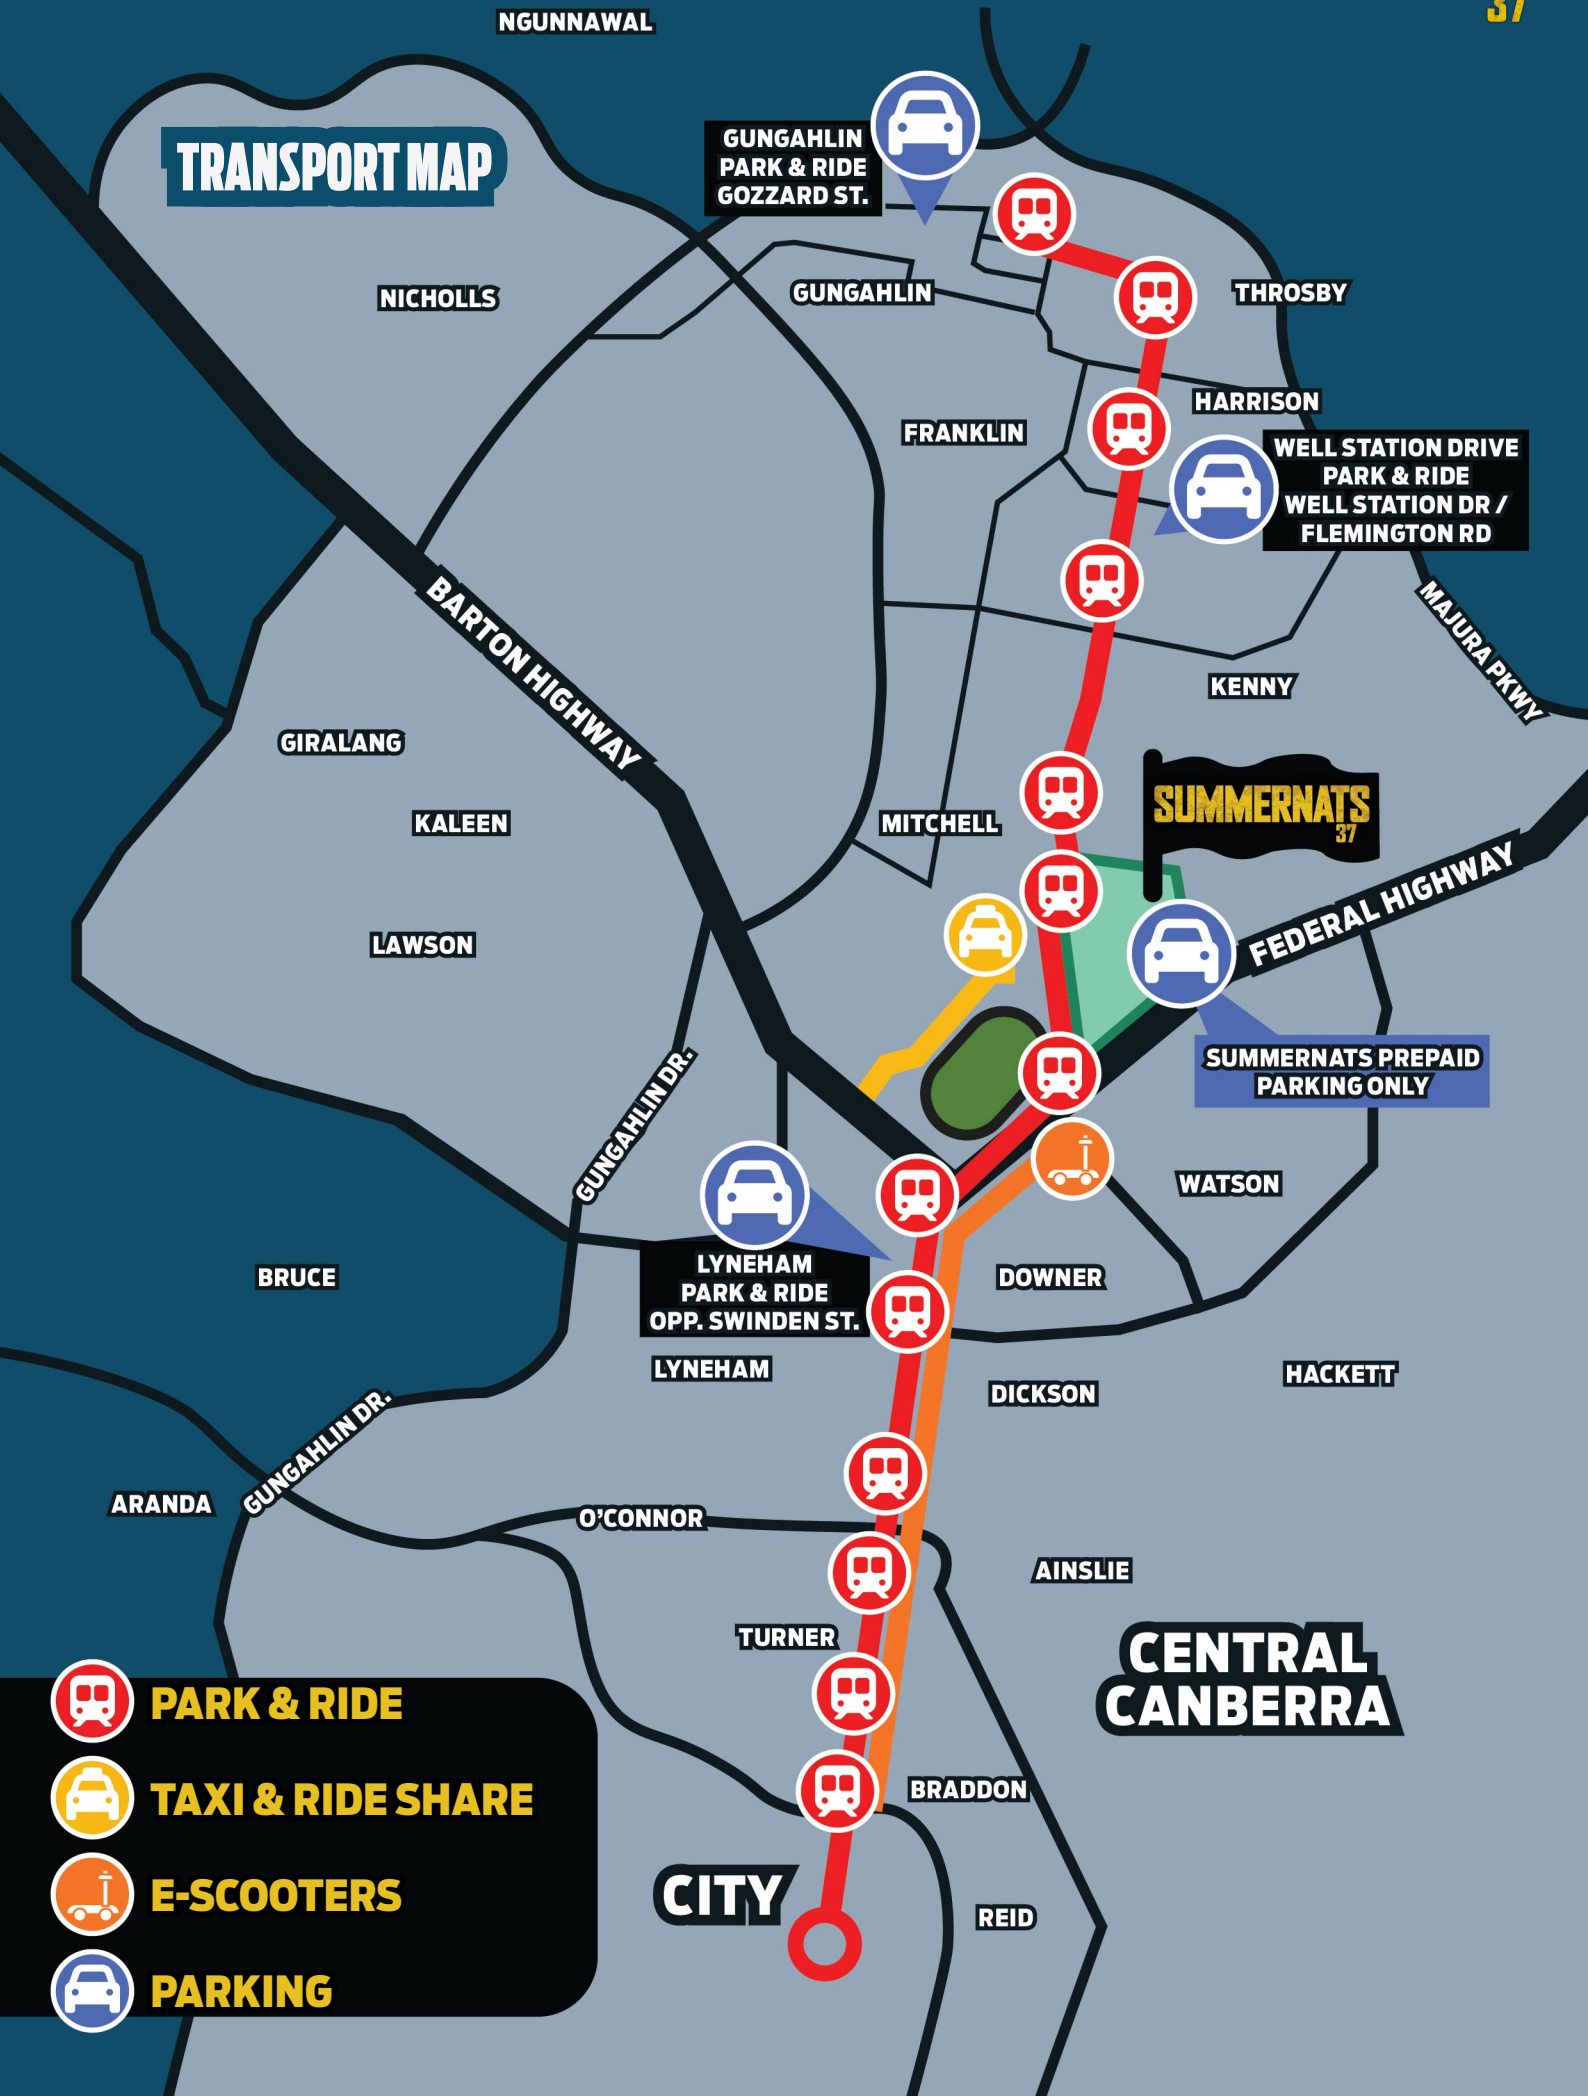 37
NGUNNAWAL
TRANSPORT MAP
GUNGAHLIN
PARK & RIDE
GOZZARD ST.
NICHOLLS
GUNGAHLIN
THROSBY
HARRISON
FRANKLIN
WELL STATION DRIVE
PARK & RIDE
WELL STATION DR /
FLEMINGTON RD
BARTON HIGHWAY
MAJURA PKWY
KENNY
GIRALANG
KALEEN
MITCHELL
SUMMERNATS
37
FEDERAL HIGHWAY
LAWSON
SUMMERNATS PREPAID
PARKING ONLY
GUNGAHLIN DR.
WATSON
BRUCE
LYNEHAM
PARK & RIDE
OPP. SWINDEN ST.
DOWNER
LYNEHAM
HACKETT
DICKSON
GUNGAHLIN DR.
ARANDA
O'CONNOR
AINSLIE
TURNER
CENTRAL
CANBERRA
PARK & RIDE
TAXI & RIDE SHARE
E-SCOOTERS
PARKING
BRADDON
CITY
REID